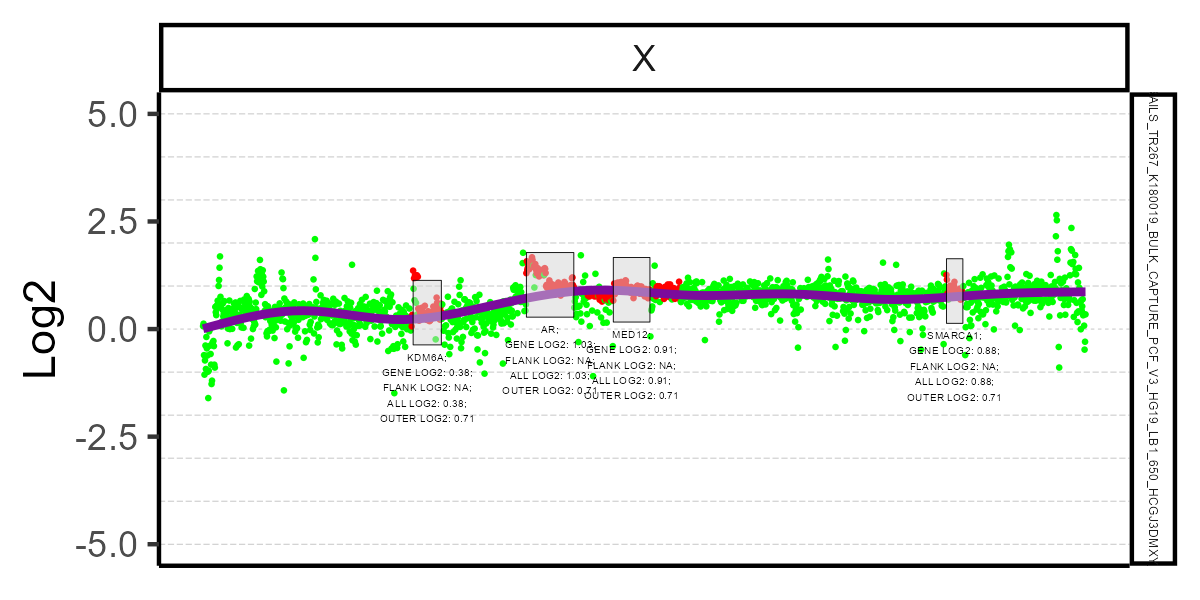 X
5.0
2.5
0.0
-2.5
-5.0
Log2
KDM6A;
GENE LOG2: 0.38;
FLANK LOG2: NA;
ALL LOG2: 0.38;
OUTER LOG2: 0.71
AR;
GENE LOG2: 1.03;
FLANK LOG2: NA;
ALL LOG2: 1.03;
OUTER LOG2: 0.71
MED12;
GENE LOG2: 0.91;
FLANK LOG2: NA;
ALL LOG2: 0.91;
OUTER LOG2: 0.71
SMARCA1;
GENE LOG2: 0.88;
FLANK LOG2: NA;
ALL LOG2: 0.88;
OUTER LOG2: 0.71
AILS_TR267_K180019_BULK_CAPTURE_PCF_V3_HG19_LB1_650_HCGJ3DMXY